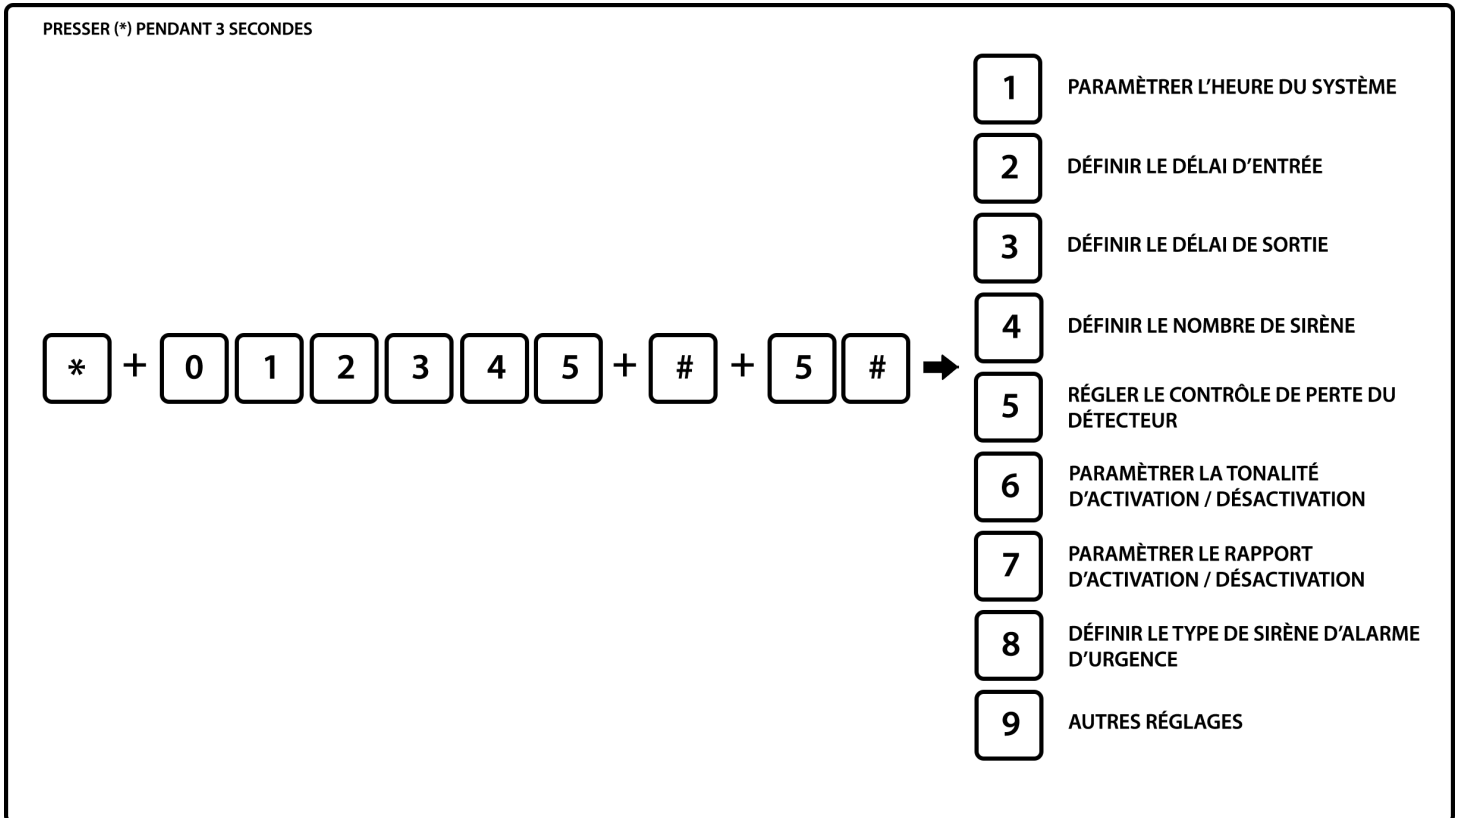 PRESSER (*) PENDANT 3 SECONDES
1 PARAMÈTRER L'HEURE DU SYSTÈME
2 DÉFINIR LE DÉLAI D'ENTRÉE
3 DÉFINIR LE DÉLAI DE SORTIE
4 DÉFINIR LE NOMBRE DE SIRÈNE
* + 0 1 2 3 4 5 + # + 5 #
5 RÉGLER LE CONTRÔLE DE PERTE DU
DÉTECTEUR
6 PARAMÈTRER LA TONALITÉ
D'ACTIVATION / DÉSACTIVATION
7 PARAMÈTRER LE RAPPORT
D'ACTIVATION / DÉSACTIVATION
8 DÉFINIR LE TYPE DE SIRÈNE D'ALARME
D'URGENCE
9 AUTRES RÉGLAGES